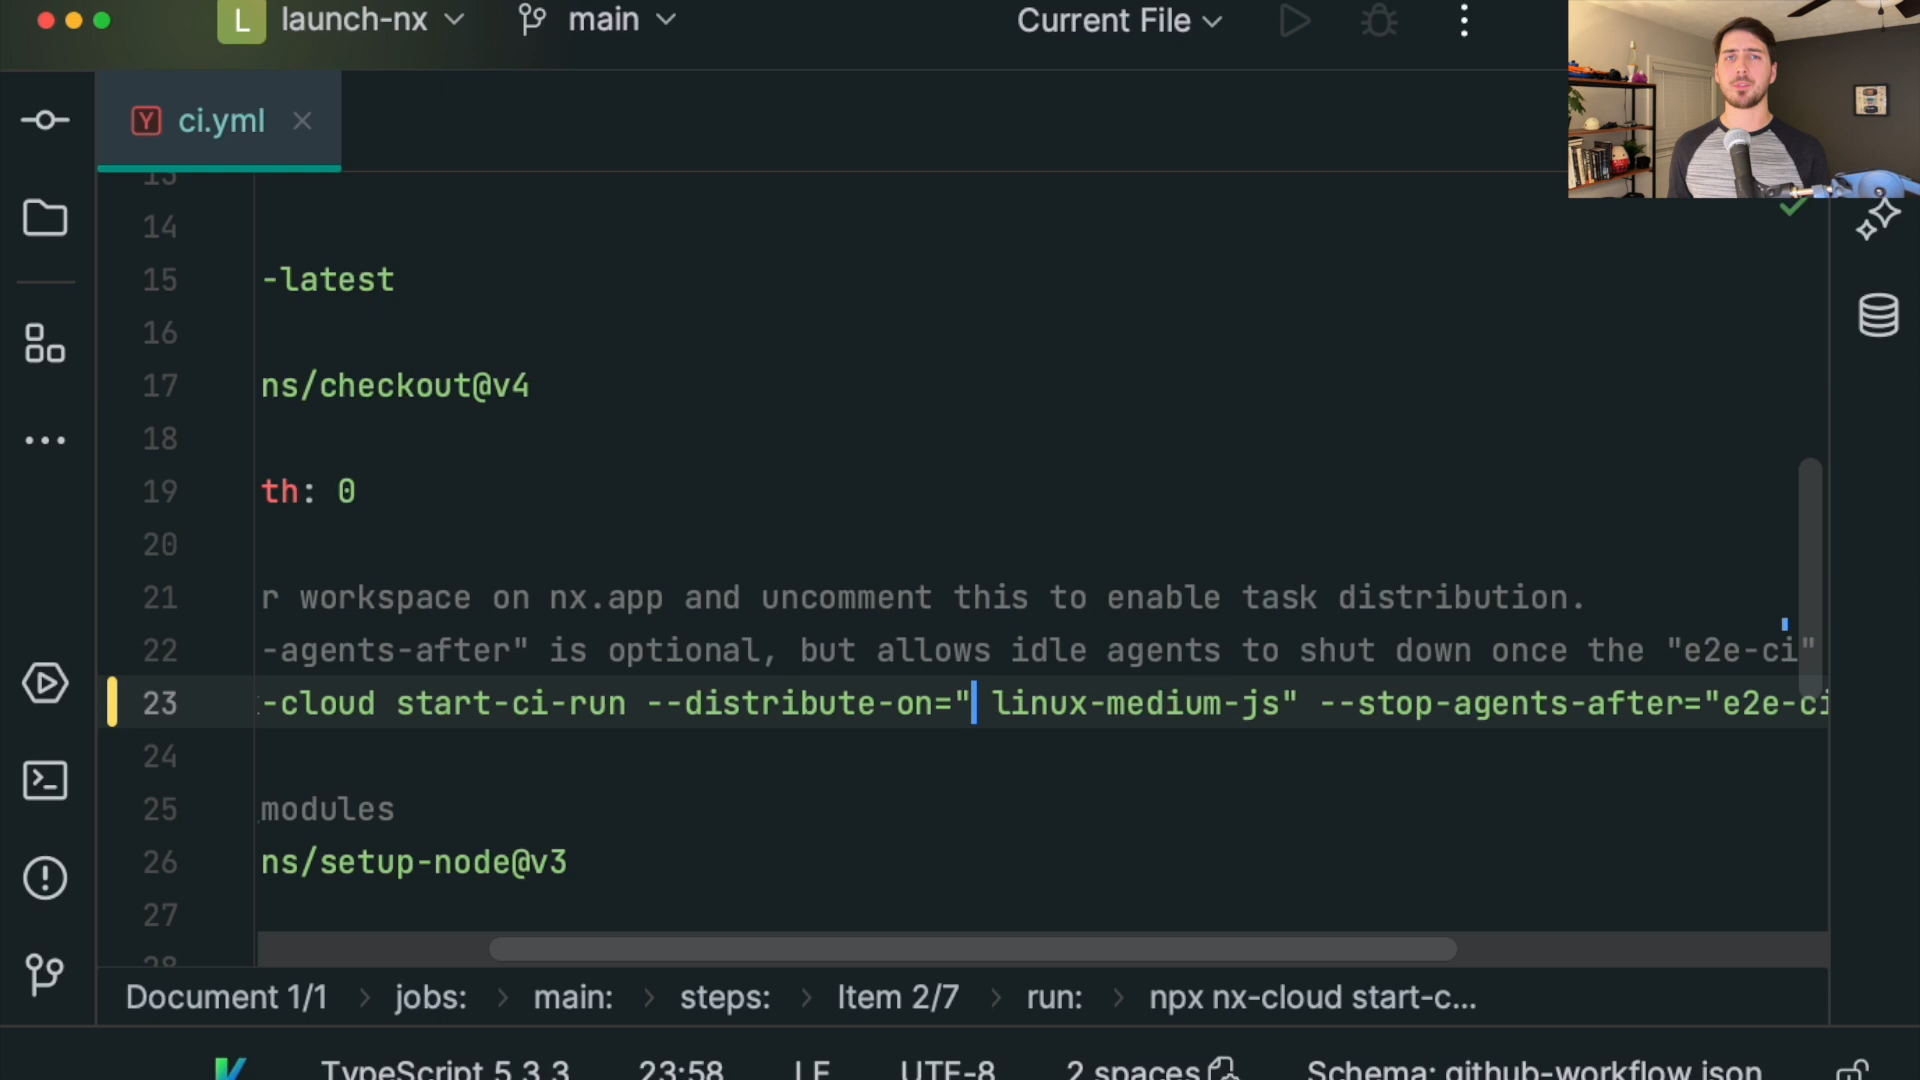 L launch-nx main Current File
Y ci.yml
14
15 -latest
16
17 ns/checkout@v4
18
19 th: 0
20
21 r workspace on nx.app and uncomment this to enable task distribution.
22 -agents-after" is optional, but allows idle agents to shut down once the "e2e-ci"
23 -cloud start-ci-run --distribute-on=" linux-medium-js" --stop-agents-after="e2e-ci
24
25 modules
26 ns/setup-node@v3
27
28
Document 1/1 > jobs: > main: > steps: > Item 2/7 > run: > npx nx-cloud start-c...
TypeScript 5.3.3 23:58 LF UTF-8 2 spaces Schema: github-workflow.json